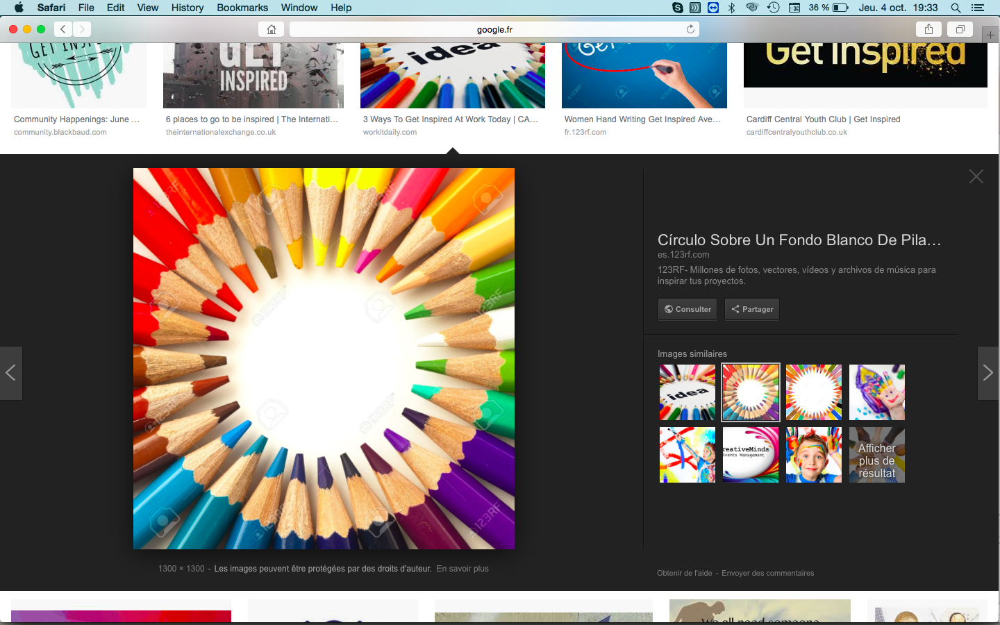 Safari File Edit View History Bookmarks Window Help 36 % Jeu. 4 oct. 19:33
google.fr
GET INSPIRED
GET
INSPIRED
idea
Get
Get Inspired
Community Happenings: June ...
community.blackbaud.com
6 places to go to be inspired | The Internati...
theinternationalexchange.co.uk
3 Ways To Get Inspired At Work Today | CA...
workitdaily.com
Women Hand Writing Get Inspired Ave...
fr.123rf.com
Cardiff Central Youth Club | Get Inspired
cardiffcentralyouthclub.co.uk
123RF
Círculo Sobre Un Fondo Blanco De Pila...
es.123rf.com
123RF- Millones de fotos, vectores, vídeos y archivos de música para
inspirar tus proyectos.
Consulter Partager
Images similaires
idea
reativeMinds
Events Management
Afficher
plus de
résultat
1300 × 1300 - Les images peuvent être protégées par des droits d'auteur. En savoir plus
Obtenir de l'aide - Envoyer des commentaires
We all need someone